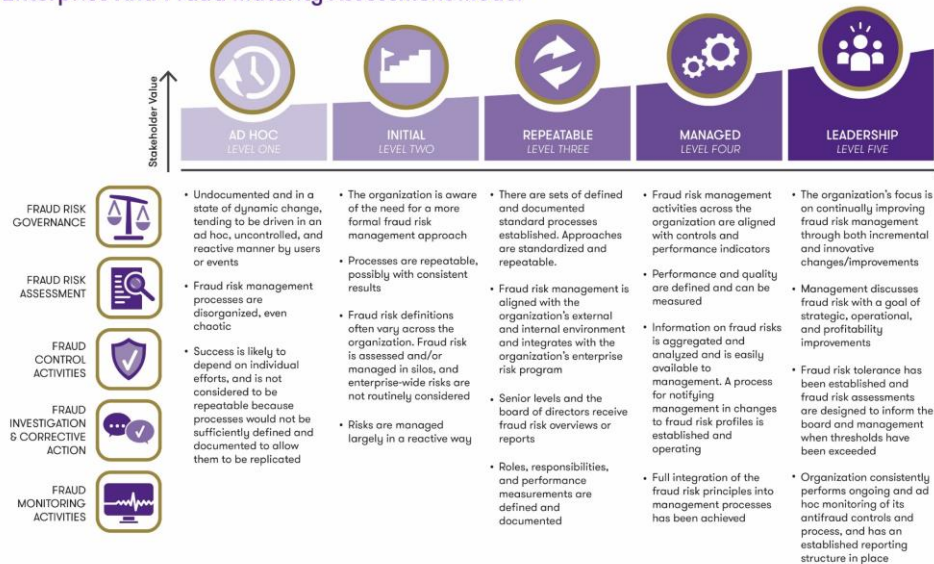 Enterprise Anti-Fraud Maturity Assessment Model
Stakeholder Value
AD HOC
LEVEL ONE
INITIAL
LEVEL TWO
REPEATABLE
LEVEL THREE
MANAGED
LEVEL FOUR
LEADERSHIP
LEVEL FIVE
FRAUD RISK
GOVERNANCE
FRAUD RISK
ASSESSMENT
FRAUD
CONTROL
ACTIVITIES
FRAUD
INVESTIGATION
& CORRECTIVE
ACTION
FRAUD
MONITORING
ACTIVITIES
• Undocumented and in a
state of dynamic change,
tending to be driven in an
ad hoc, uncontrolled, and
reactive manner by users
or events
• Fraud risk management
processes are
disorganized, even
chaotic
• Success is likely to
depend on individual
efforts, and is not
considered to be
repeatable because
processes would not be
sufficiently defined and
documented to allow
them to be replicated
• The organization is aware
of the need for a more
formal fraud risk
management approach
• Processes are repeatable,
possibly with consistent
results
• Fraud risk definitions
often vary across the
organization. Fraud risk
is assessed and/or
managed in silos, and
enterprise-wide risks are
not routinely considered
• Risks are managed
largely in a reactive way
• There are sets of defined
and documented
standard processes
established. Approaches
are standardized and
repeatable.
• Fraud risk management is
aligned with the
organization's external
and internal environment
and integrates with the
organization's enterprise
risk program
• Senior levels and the
board of directors receive
fraud risk overviews or
reports
• Roles, responsibilities,
and performance
measurements are
defined and
documented
• Fraud risk management
activities across the
organization are aligned
with controls and
performance indicators
• Performance and quality
are defined and can be
measured
• Information on fraud risks
is aggregated and
analyzed and is easily
available to
management. A process
for notifying
management in changes
to fraud risk profiles is
established and
operating
• Full integration of the
fraud risk principles into
management processes
has been achieved
• The organization's focus is
on continually improving
fraud risk management
through both incremental
and innovative
changes/improvements
• Management discusses
fraud risk with a goal of
strategic, operational,
and profitability
improvements
• Fraud risk tolerance has
been established and
fraud risk assessments
are designed to inform the
board and management
when thresholds have
been exceeded
• Organization consistently
performs ongoing and ad
hoc monitoring of its
antifraud controls and
process, and has an
established reporting
structure in place